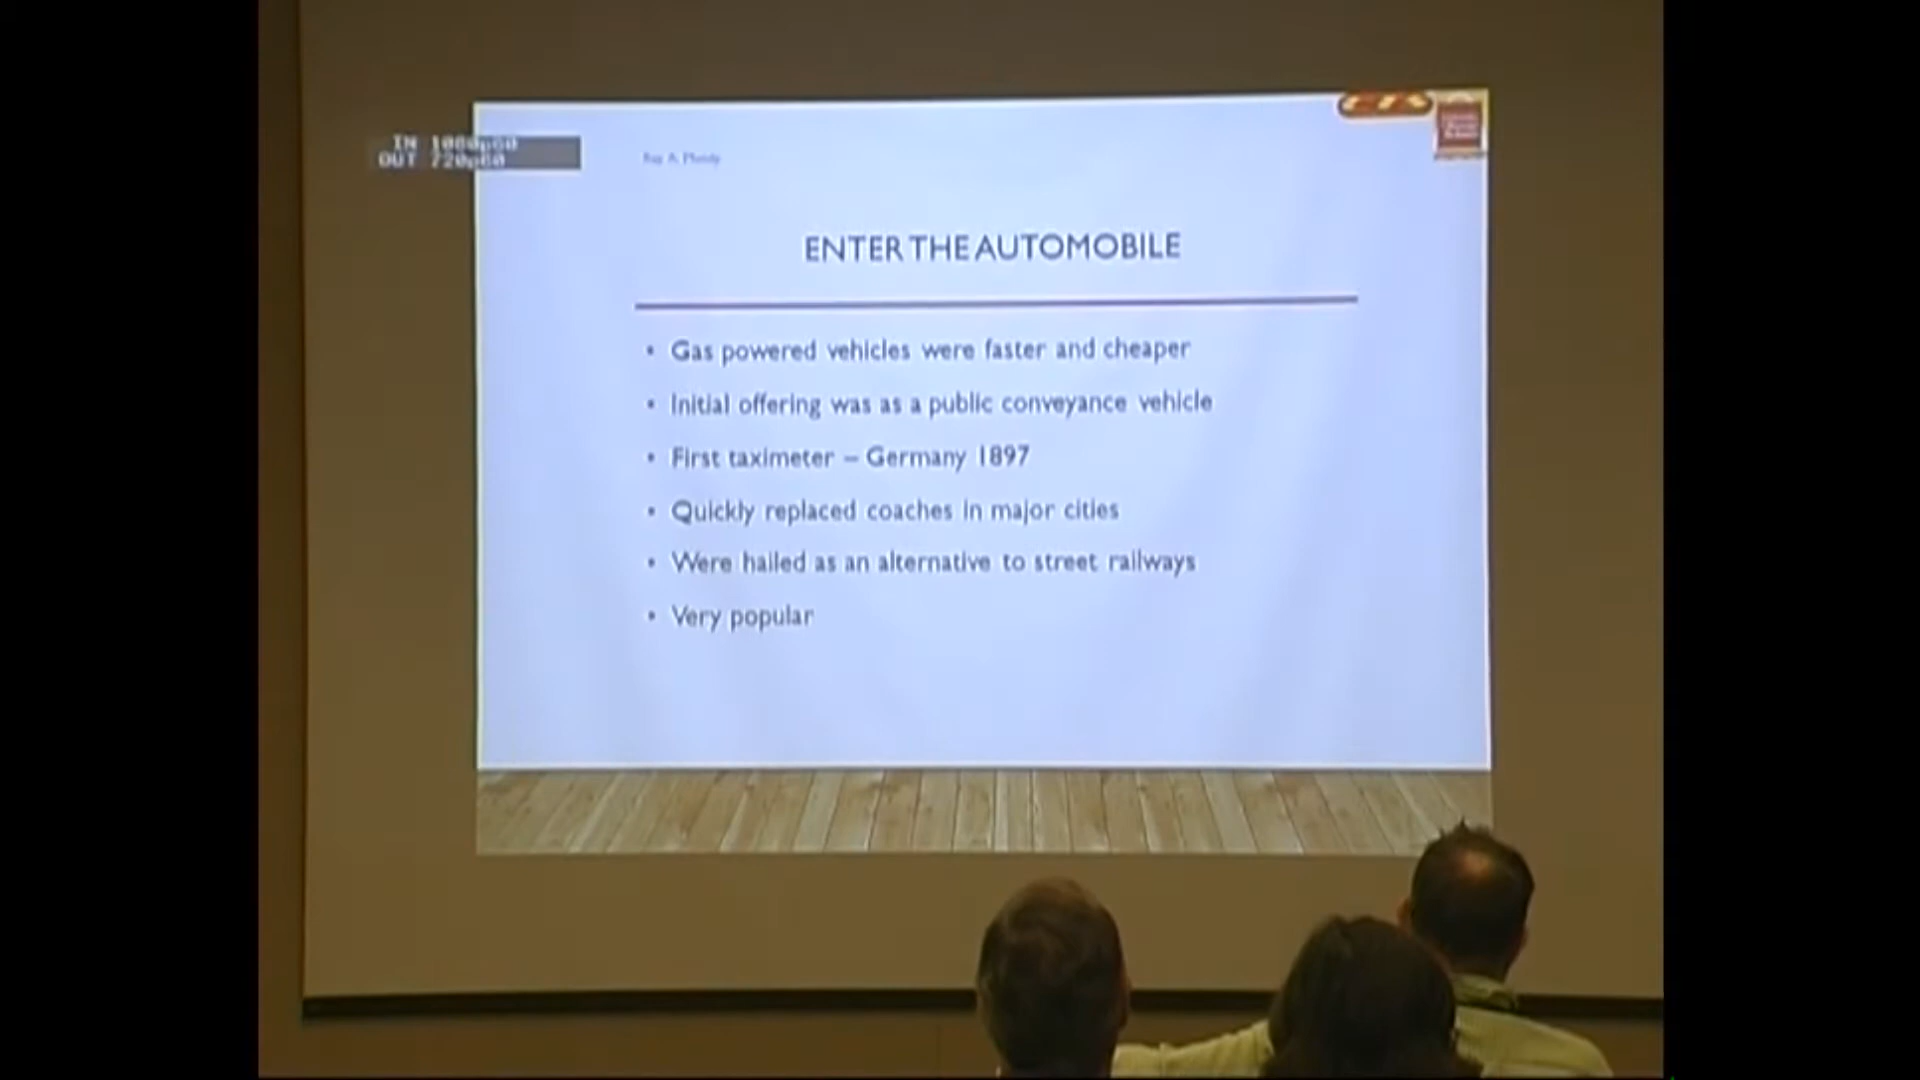 IN 1080p60
OUT 720p60
ENTER THE AUTOMOBILE
• Gas powered vehicles were faster and cheaper
• Initial offering was as a public conveyance vehicle
• First taximeter – Germany 1897
• Quickly replaced coaches in major cities
• Were hailed as an alternative to street railways
• Very popular